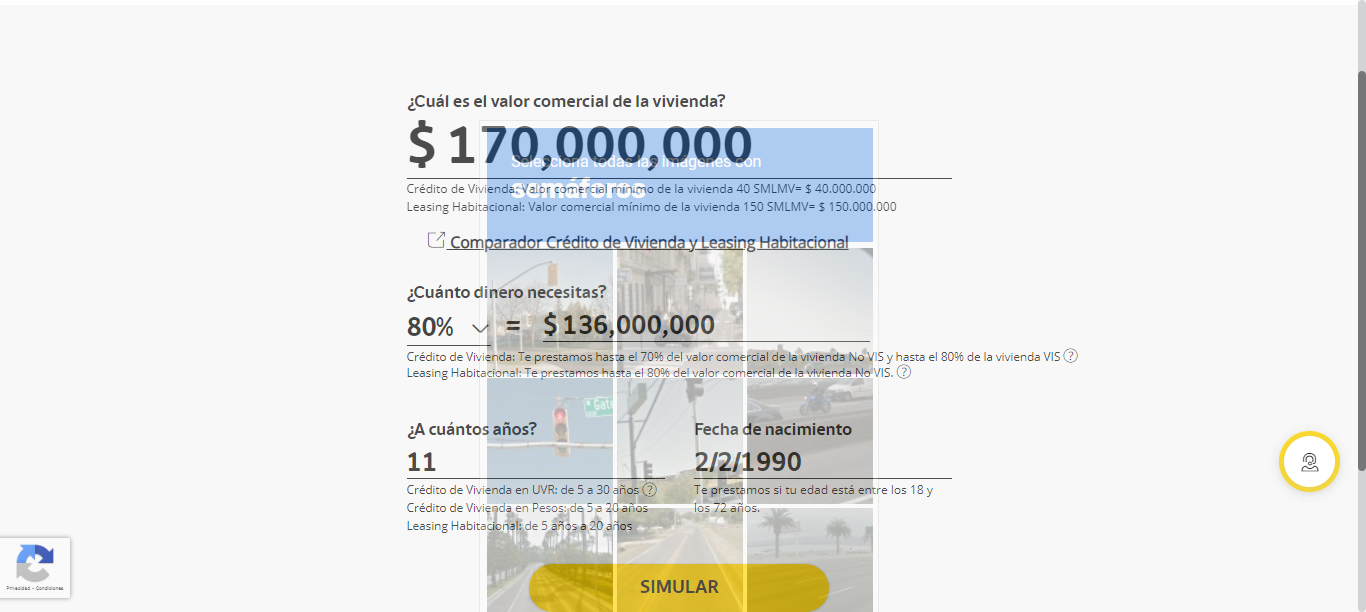 ¿Cuál es el valor comercial de la vivienda?
$ 170,000,000
Selecciona todas las imágenes con
semáforos
Crédito de Vivienda: Valor comercial mínimo de la vivienda 40 SMLMV= $ 40.000.000
Leasing Habitacional: Valor comercial mínimo de la vivienda 150 SMLMV= $ 150.000.000
Comparador Crédito de Vivienda y Leasing Habitacional
¿Cuánto dinero necesitas?
80% = $ 136,000,000
Crédito de Vivienda: Te prestamos hasta el 70% del valor comercial de la vivienda No VIS y hasta el 80% de la vivienda VIS ?
Leasing Habitacional: Te prestamos hasta el 80% del valor comercial de la vivienda No VIS. ?
Gate
¿A cuántos años?
11
Crédito de Vivienda en UVR: de 5 a 30 años ?
Crédito de Vivienda en Pesos: de 5 a 20 años
Leasing Habitacional: de 5 años a 20 años
Fecha de nacimiento
2/2/1990
Te prestamos si tu edad está entre los 18 y
los 72 años.
SIMULAR
Privacidad - Condiciones